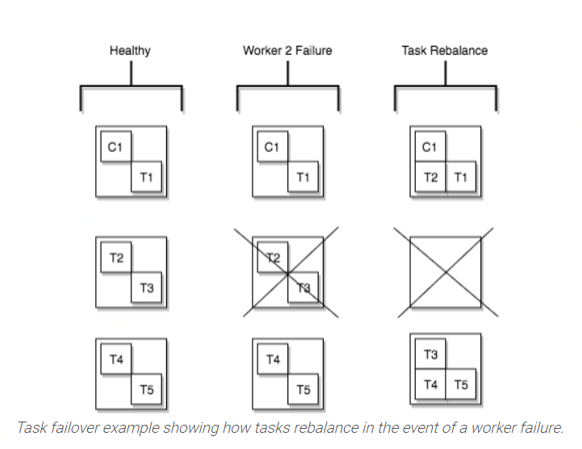 Healthy
Worker 2 Failure
Task Rebalance
C1
T1
C1
T1
C1
T2 T1
T2
T3
T2
T3
T4
T5
T4
T5
T3
T4 T5
Task failover example showing how tasks rebalance in the event of a worker failure.